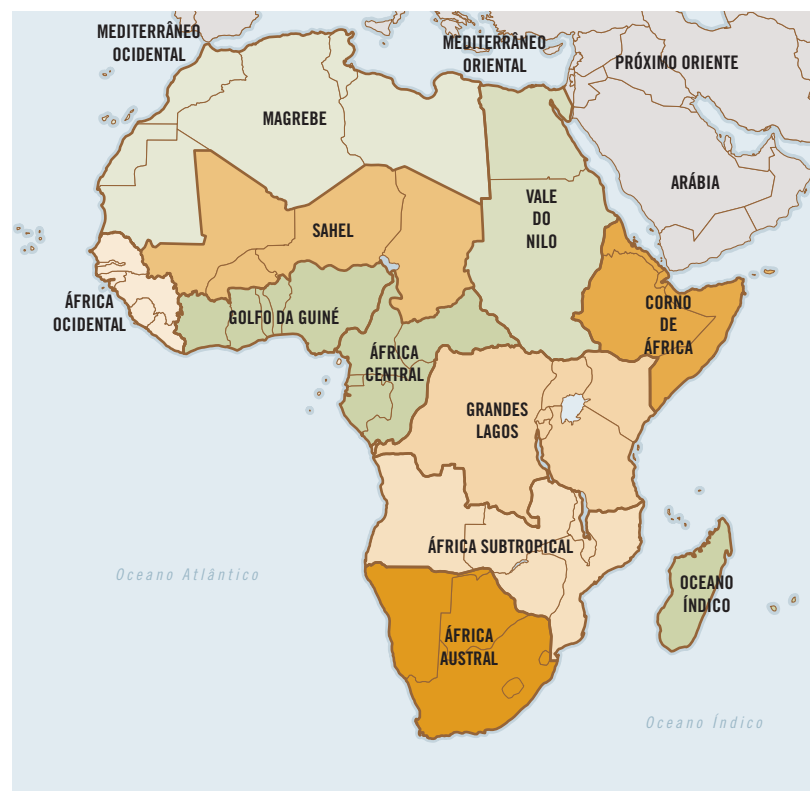 MEDITERRÂNEO
OCIDENTAL
MEDITERRÂNEO
ORIENTAL
PRÓXIMO ORIENTE
MAGREBE
ARÁBIA
VALE
DO
NILO
SAHEL
ÁFRICA
OCIDENTAL
GOLFO DA GUINÉ
CORNO
DE
ÁFRICA
ÁFRICA
CENTRAL
GRANDES
LAGOS
ÁFRICA SUBTROPICAL
Oceano Atlântico
OCEANO
ÍNDICO
ÁFRICA
AUSTRAL
Oceano Índico